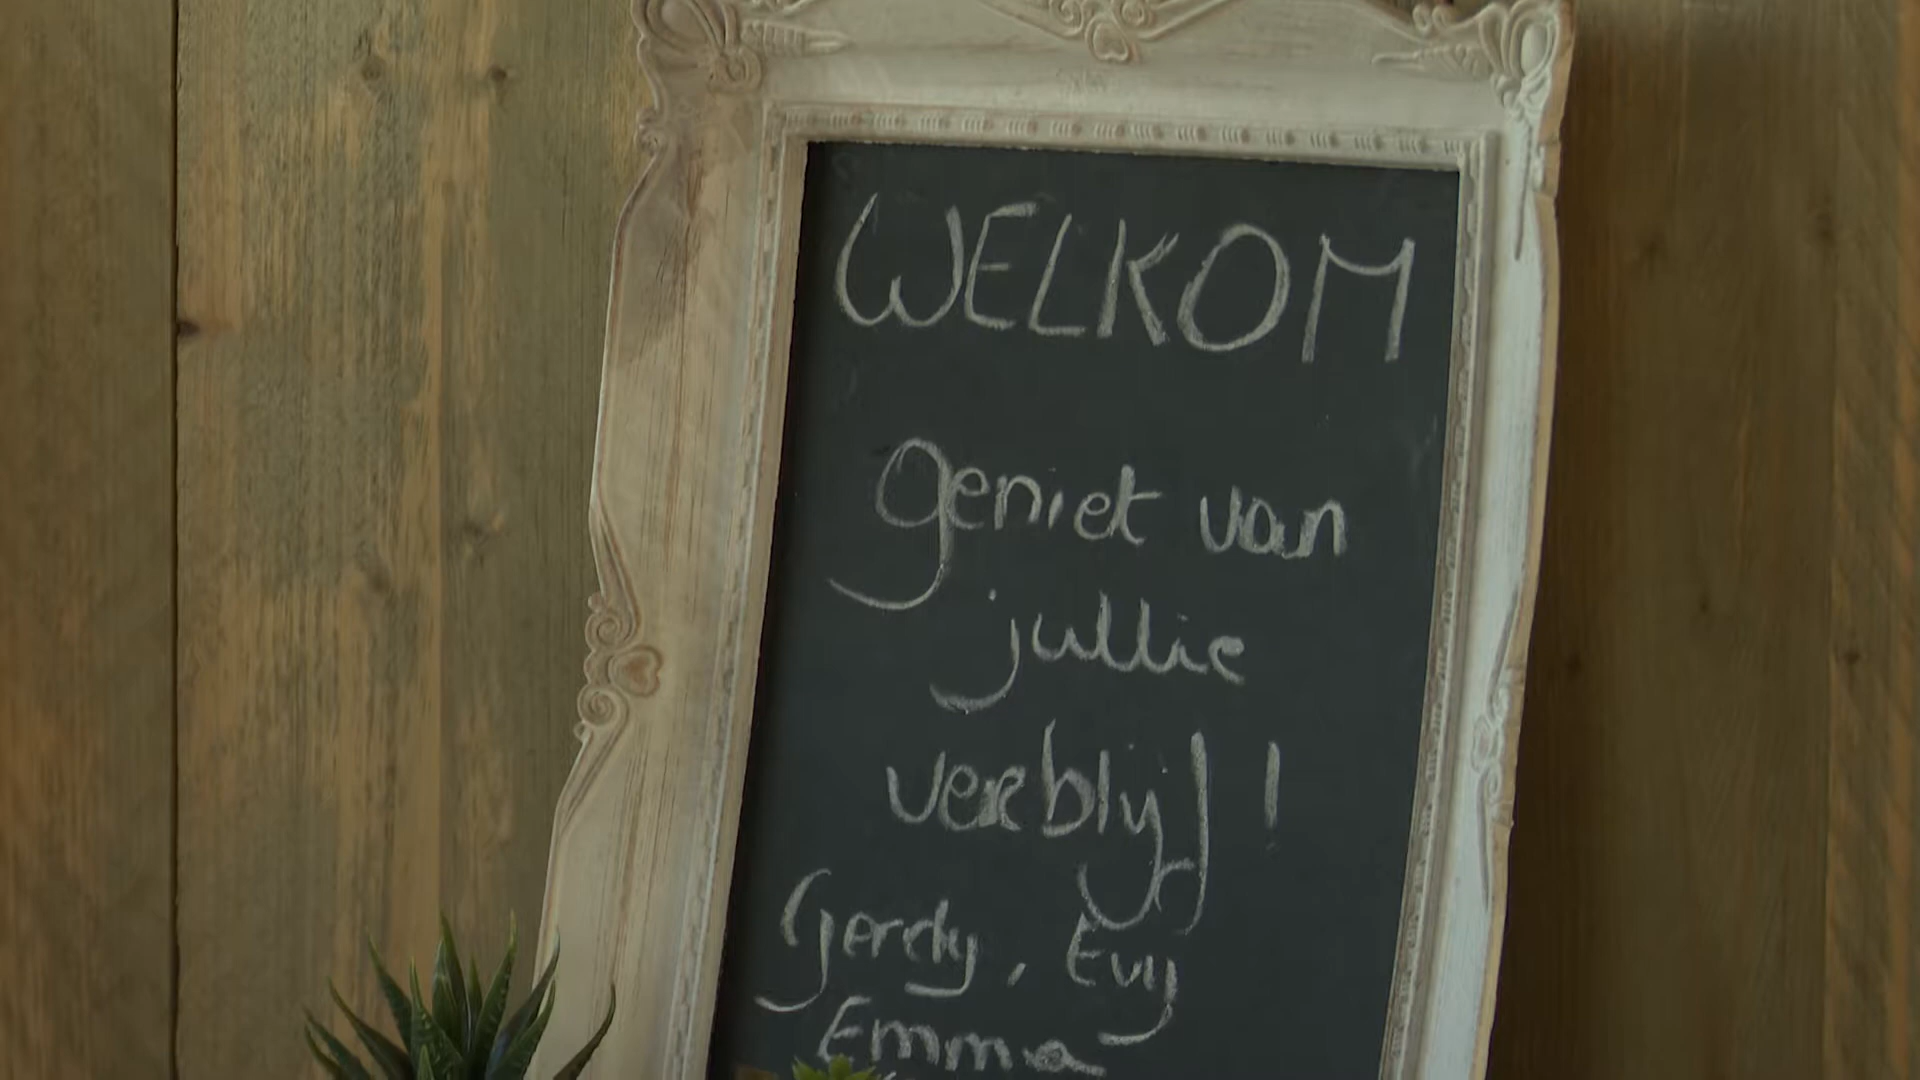 WELKOM
Geniet van
jullie
verblijf !
Gerdy, Evy
Emma